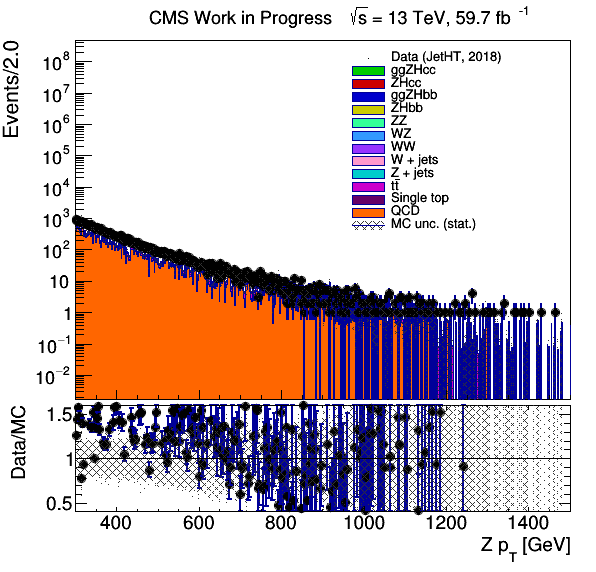 CMS Work in Progress √s = 13 TeV, 59.7 fb⁻¹
Events/2.0
Data (JetHT, 2018)
ggZHcc
ZHcc
ggZHbb
ZHbb
ZZ
WZ
WW
W + jets
Z + jets
tt̄
Single top
QCD
MC unc. (stat.)
10⁸
10⁷
10⁶
10⁵
10⁴
10³
10²
10
1
10⁻¹
10⁻²
Data/MC
1.5
1
0.5
400 600 800 1000 1200 1400
Z p_T [GeV]